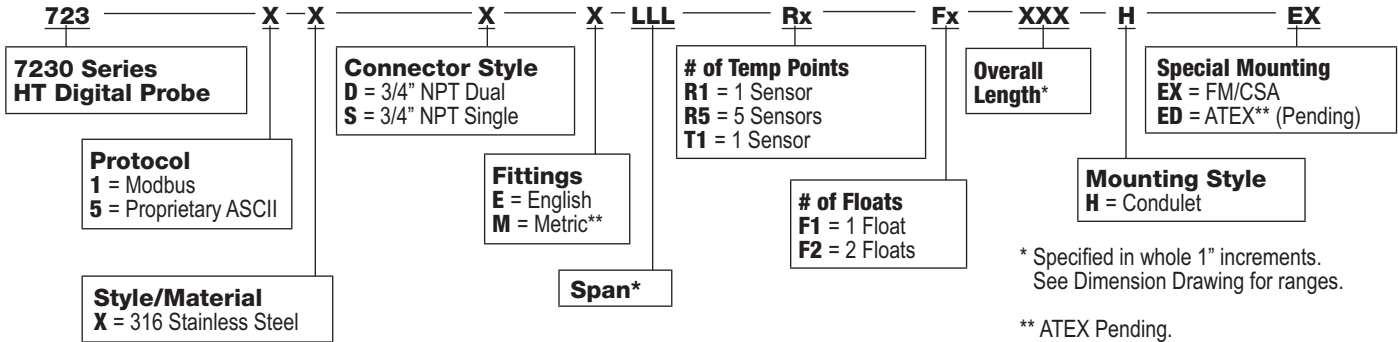 723 X X X X LLL Rx Fx XXX H EX
7230 Series
HT Digital Probe
Protocol
1 = Modbus
5 = Proprietary ASCII
Style/Material
X = 316 Stainless Steel
Connector Style
D = 3/4” NPT Dual
S = 3/4” NPT Single
Fittings
E = English
M = Metric**
Span*
# of Temp Points
R1 = 1 Sensor
R5 = 5 Sensors
T1 = 1 Sensor
# of Floats
F1 = 1 Float
F2 = 2 Floats
Overall
Length*
Mounting Style
H = Condulet
Special Mounting
EX = FM/CSA
ED = ATEX** (Pending)
* Specified in whole 1” increments.
See Dimension Drawing for ranges.
** ATEX Pending.